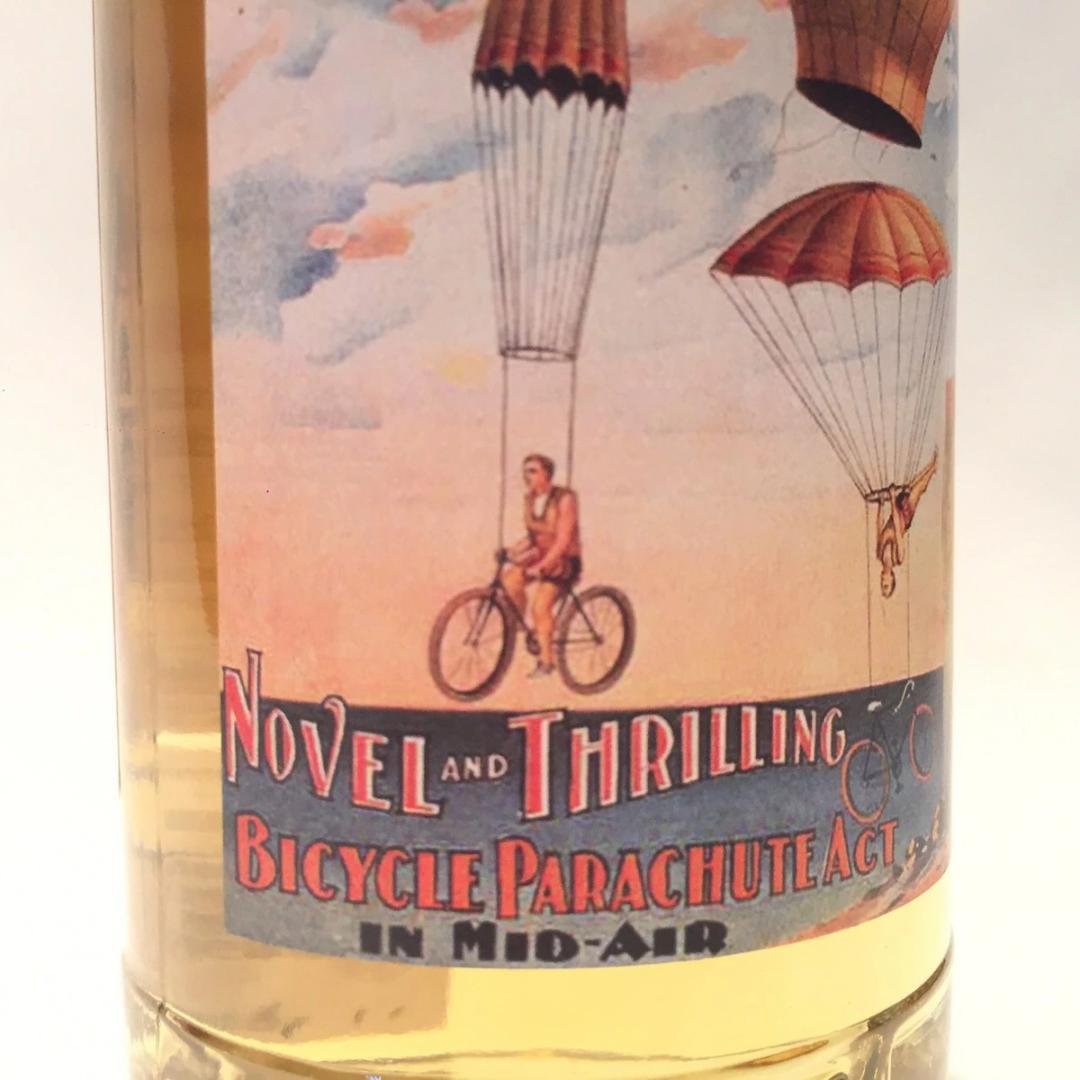 NOVEL AND THRILLING
BICYCLE PARACHUTE ACT
IN MID-AIR